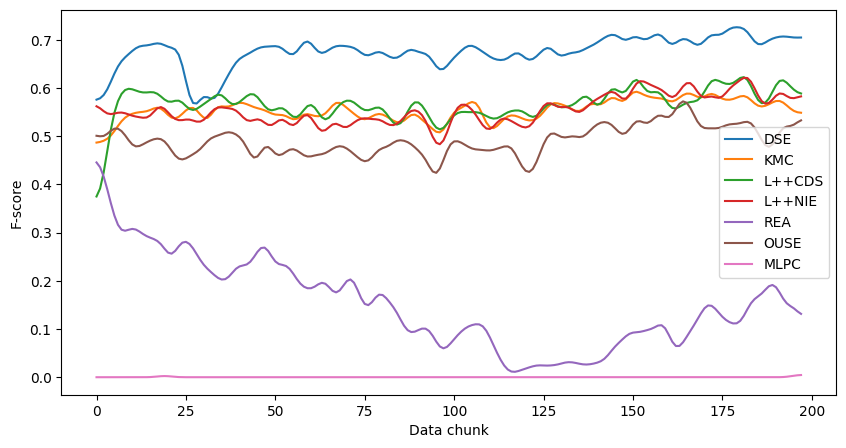 0.7
0.6
0.5
0.4
0.3
0.2
0.1
0.0
F-score
DSE
KMC
L++CDS
L++NIE
REA
OUSE
MLPC
0 25 50 75 100 125 150 175 200
Data chunk